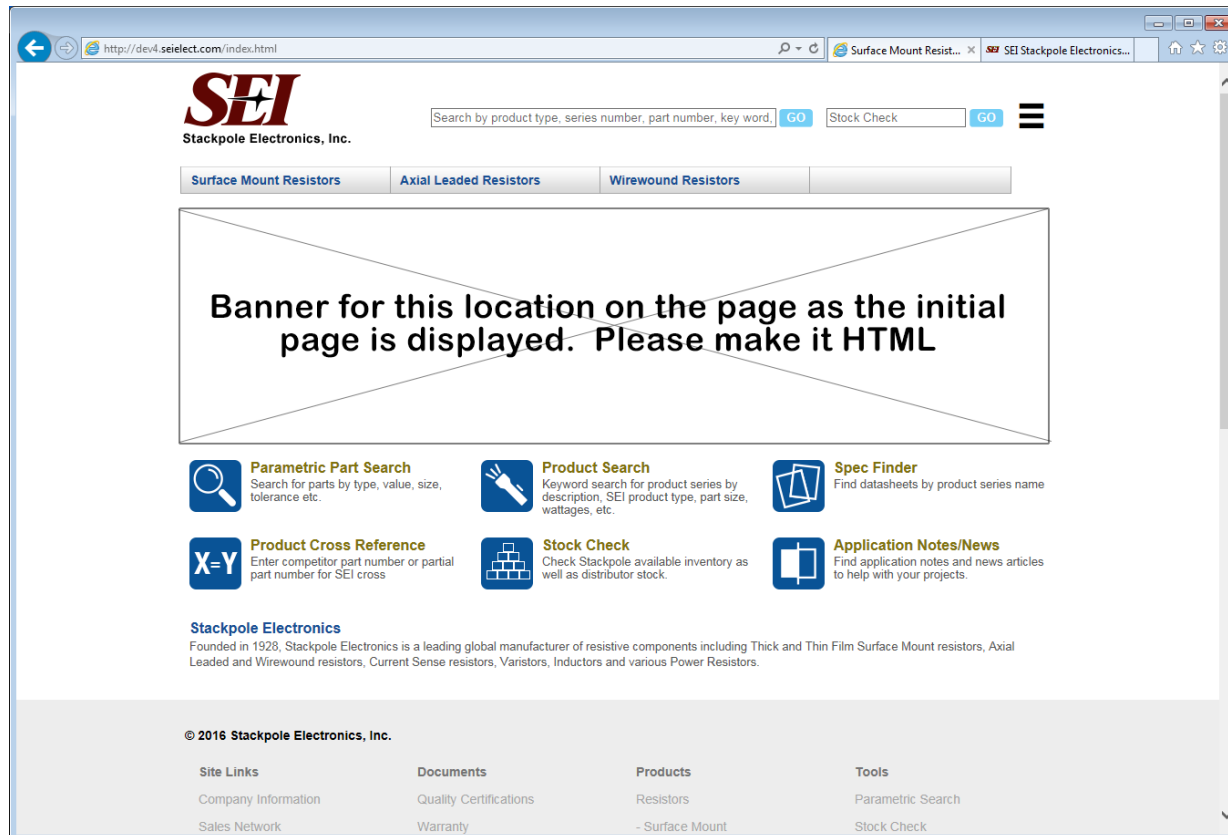 http://dev4.seielect.com/index.html
Surface Mount Resist...
SEI SEI Stackpole Electronics...
SEI
Stackpole Electronics, Inc.
Search by product type, series number, part number, key word,
GO
Stock Check
GO
Surface Mount Resistors
Axial Leaded Resistors
Wirewound Resistors
Banner for this location on the page as the initial
page is displayed. Please make it HTML
Parametric Part Search
Search for parts by type, value, size,
tolerance etc.
Product Search
Keyword search for product series by
description, SEI product type, part size,
wattages, etc.
Spec Finder
Find datasheets by product series name
X=Y
Product Cross Reference
Enter competitor part number or partial
part number for SEI cross
Stock Check
Check Stackpole available inventory as
well as distributor stock.
Application Notes/News
Find application notes and news articles
to help with your projects.
Stackpole Electronics
Founded in 1928, Stackpole Electronics is a leading global manufacturer of resistive components including Thick and Thin Film Surface Mount resistors, Axial
Leaded and Wirewound resistors, Current Sense resistors, Varistors, Inductors and various Power Resistors.
© 2016 Stackpole Electronics, Inc.
Site Links
Documents
Products
Tools
Company Information
Quality Certifications
Resistors
Parametric Search
Sales Network
Warranty
- Surface Mount
Stock Check